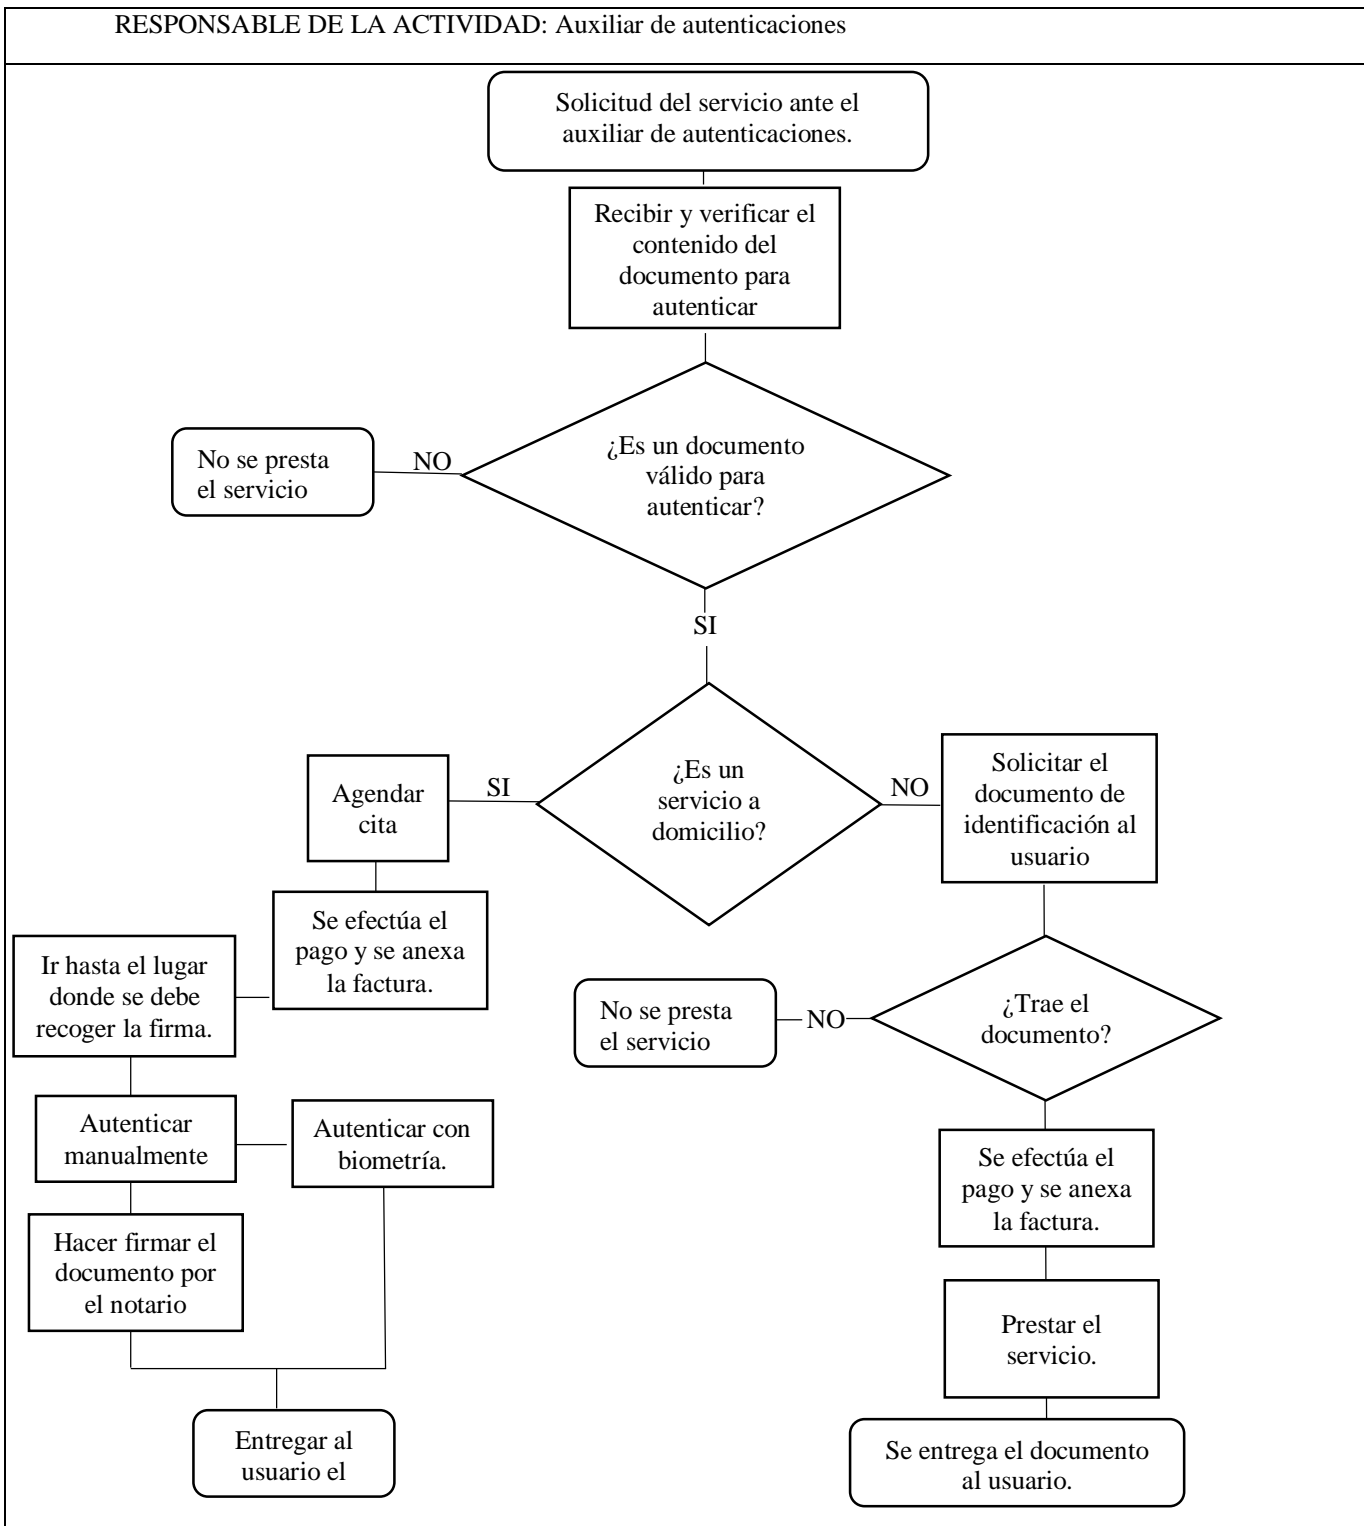 RESPONSABLE DE LA ACTIVIDAD: Auxiliar de autenticaciones
Solicitud del servicio ante el
auxiliar de autenticaciones.
Recibir y verificar el
contenido del
documento para
autenticar
¿Es un documento
válido para
autenticar?
NO
No se presta
el servicio
SI
¿Es un
servicio a
domicilio?
SI
Agendar
cita
NO
Solicitar el
documento de
identificación al
usuario
Se efectúa el
pago y se anexa
la factura.
Ir hasta el lugar
donde se debe
recoger la firma.
¿Trae el
documento?
NO
No se presta
el servicio
Autenticar
manualmente
Autenticar con
biometría.
Se efectúa el
pago y se anexa
la factura.
Hacer firmar el
documento por
el notario
Prestar el
servicio.
Entregar al
usuario el
Se entrega el documento
al usuario.